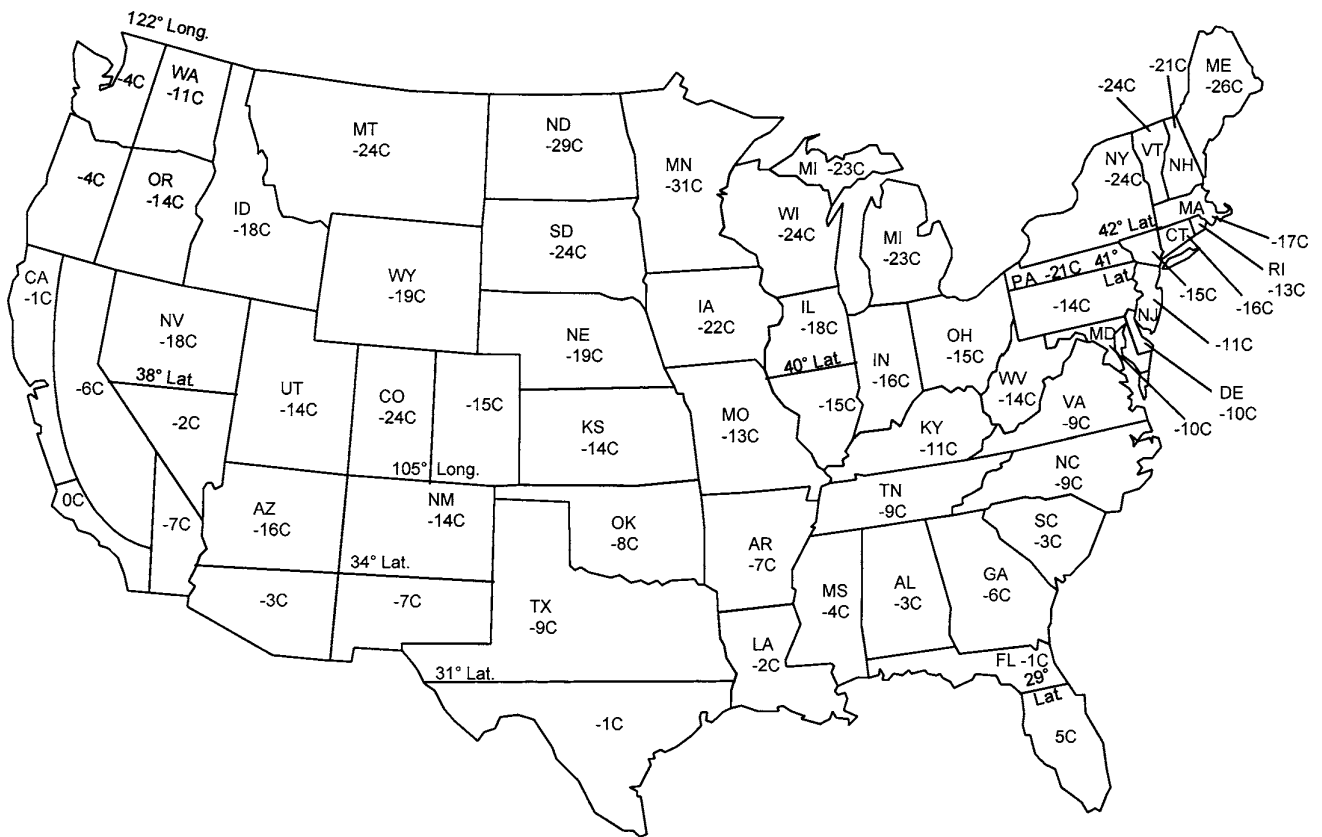 122° Long.
-4C
WA
-11C
MT
-24C
ND
-29C
MN
-31C
MI -23C
-24C
-21C
ME
-26C
NY
-24C
VT
NH
-4C
OR
-14C
ID
-18C
SD
-24C
WI
-24C
MI
-23C
42° Lat.
MA
CT
-17C
RI
-13C
-16C
-15C
CA
-1C
WY
-19C
PA -21C 41°
Lat.
-14C
NJ
-11C
NV
-18C
38° Lat.
-6C
-2C
NE
-19C
IA
-22C
IL
-18C
40° Lat.
-15C
IN
-16C
OH
-15C
MD
DE
-10C
-10C
UT
-14C
CO
-24C
-15C
105° Long.
KS
-14C
MO
-13C
WV
-14C
VA
-9C
KY
-11C
0C
-7C
AZ
-16C
NM
-14C
34° Lat.
-3C
-7C
OK
-8C
AR
-7C
TN
-9C
NC
-9C
SC
-3C
TX
-9C
31° Lat.
-1C
LA
-2C
MS
-4C
AL
-3C
GA
-6C
FL -1C
29°
Lat
5C